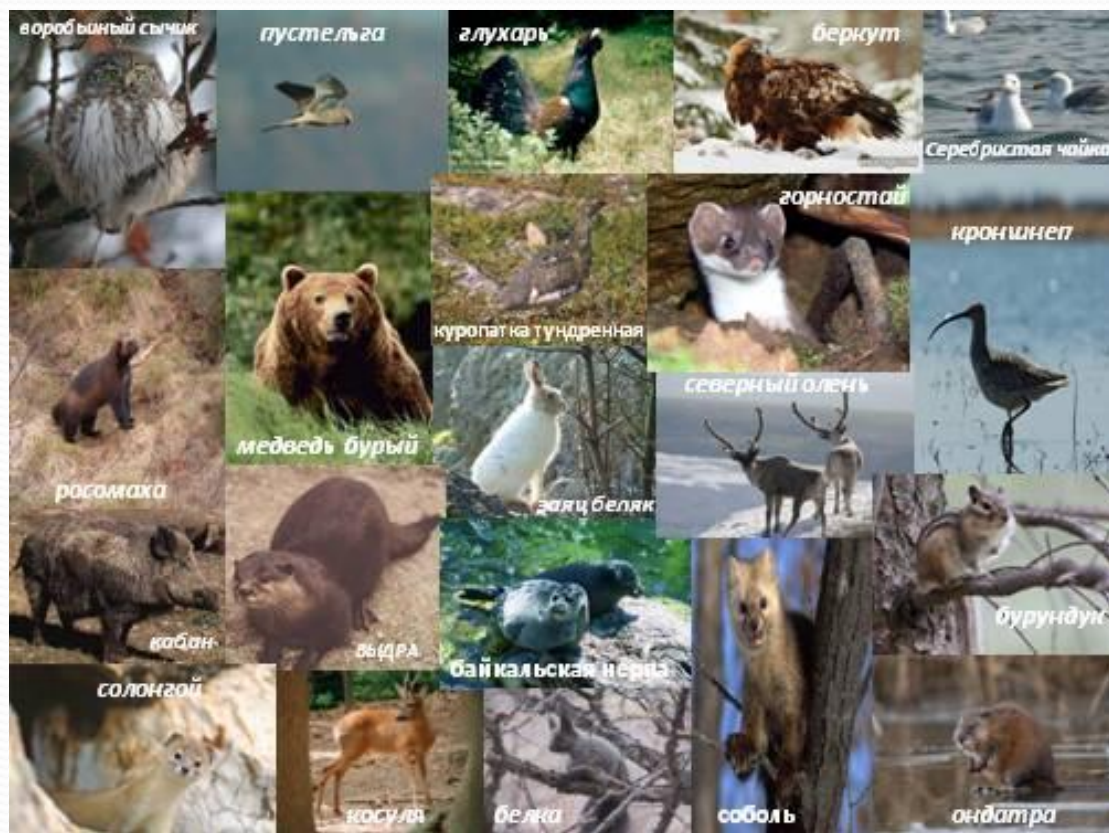 воробьиный сычик
пустельга
глухарь
беркут
Серебристая чайка
горностай
кроншнеп
куропатка тундренная
северный олень
медведь бурый
заяц беляк
росомаха
бурундук
кабан-
ВЫДРА
байкальская нерпа
солонгой
косуля
белка
соболь
ондатра